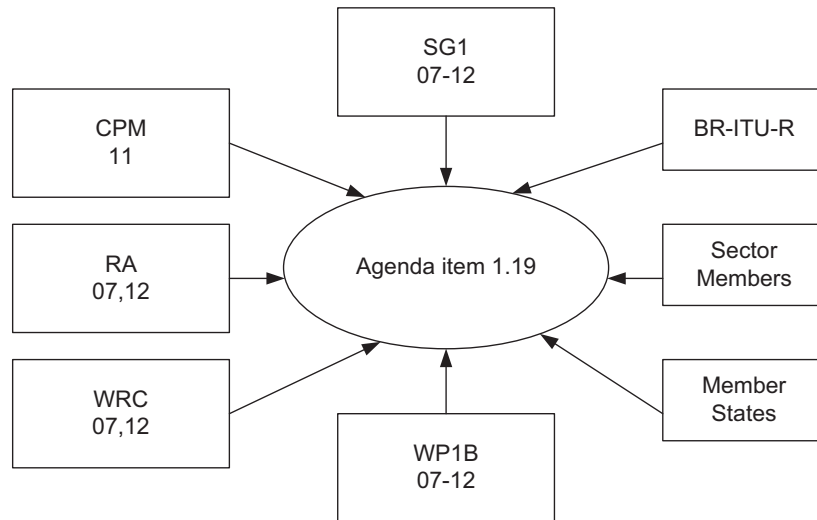 SG1
07-12
CPM
11
BR-ITU-R
RA
07,12
Agenda item 1.19
Sector
Members
WRC
07,12
Member
States
WP1B
07-12